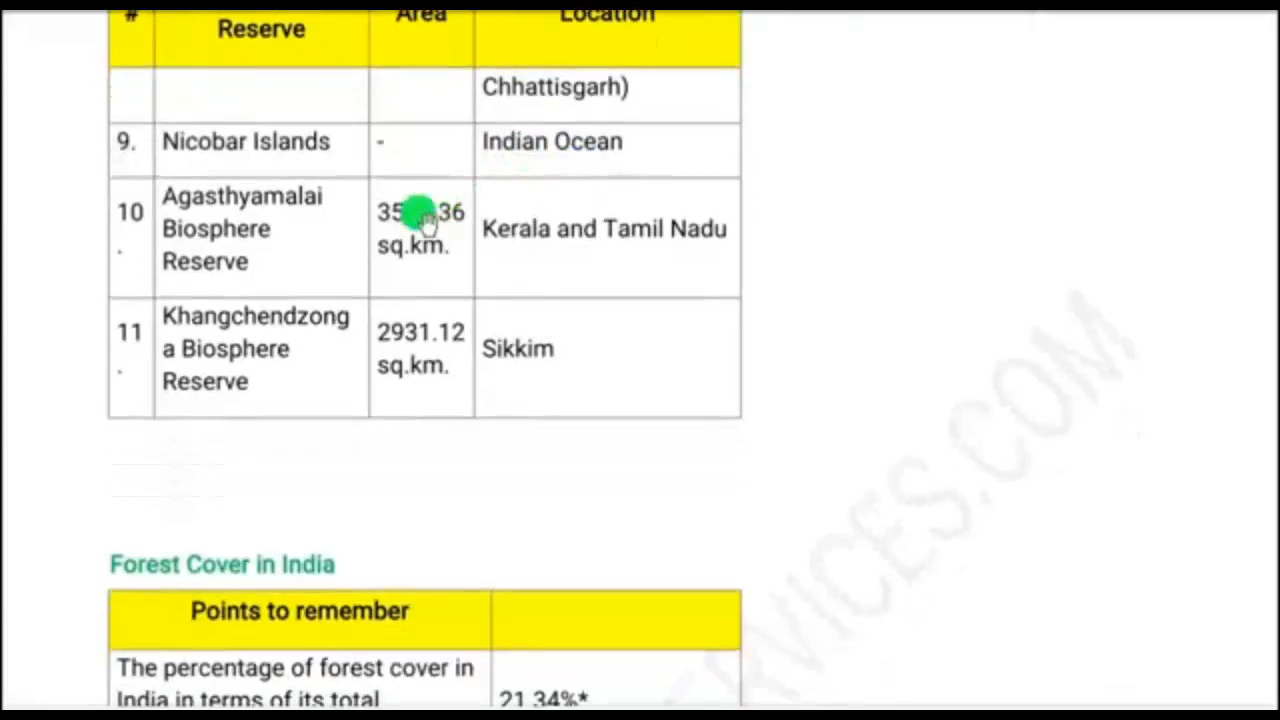 #
Reserve
Area
Location
Chhattisgarh)
9.
Nicobar Islands
-
Indian Ocean
10
.
Agasthyamalai
Biosphere
Reserve
sq.km.
Kerala and Tamil Nadu
11
.
Khangchendzong
a Biosphere
Reserve
2931.12
sq.km.
Sikkim
Forest Cover in India
Points to remember
The percentage of forest cover in
India in terms of its total
21.34%*